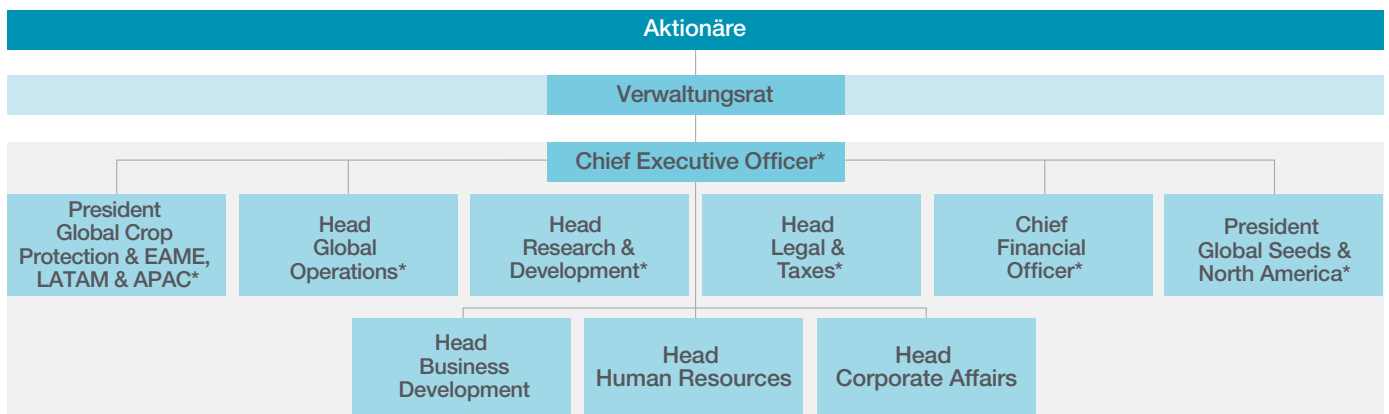 Aktionäre
Verwaltungsrat
Chief Executive Officer*
President
Global Crop
Protection & EAME,
LATAM & APAC*
Head
Global
Operations*
Head
Research &
Development*
Head
Legal &
Taxes*
Chief
Financial
Officer*
President
Global Seeds &
North America*
Head
Business
Development
Head
Human Resources
Head
Corporate Affairs